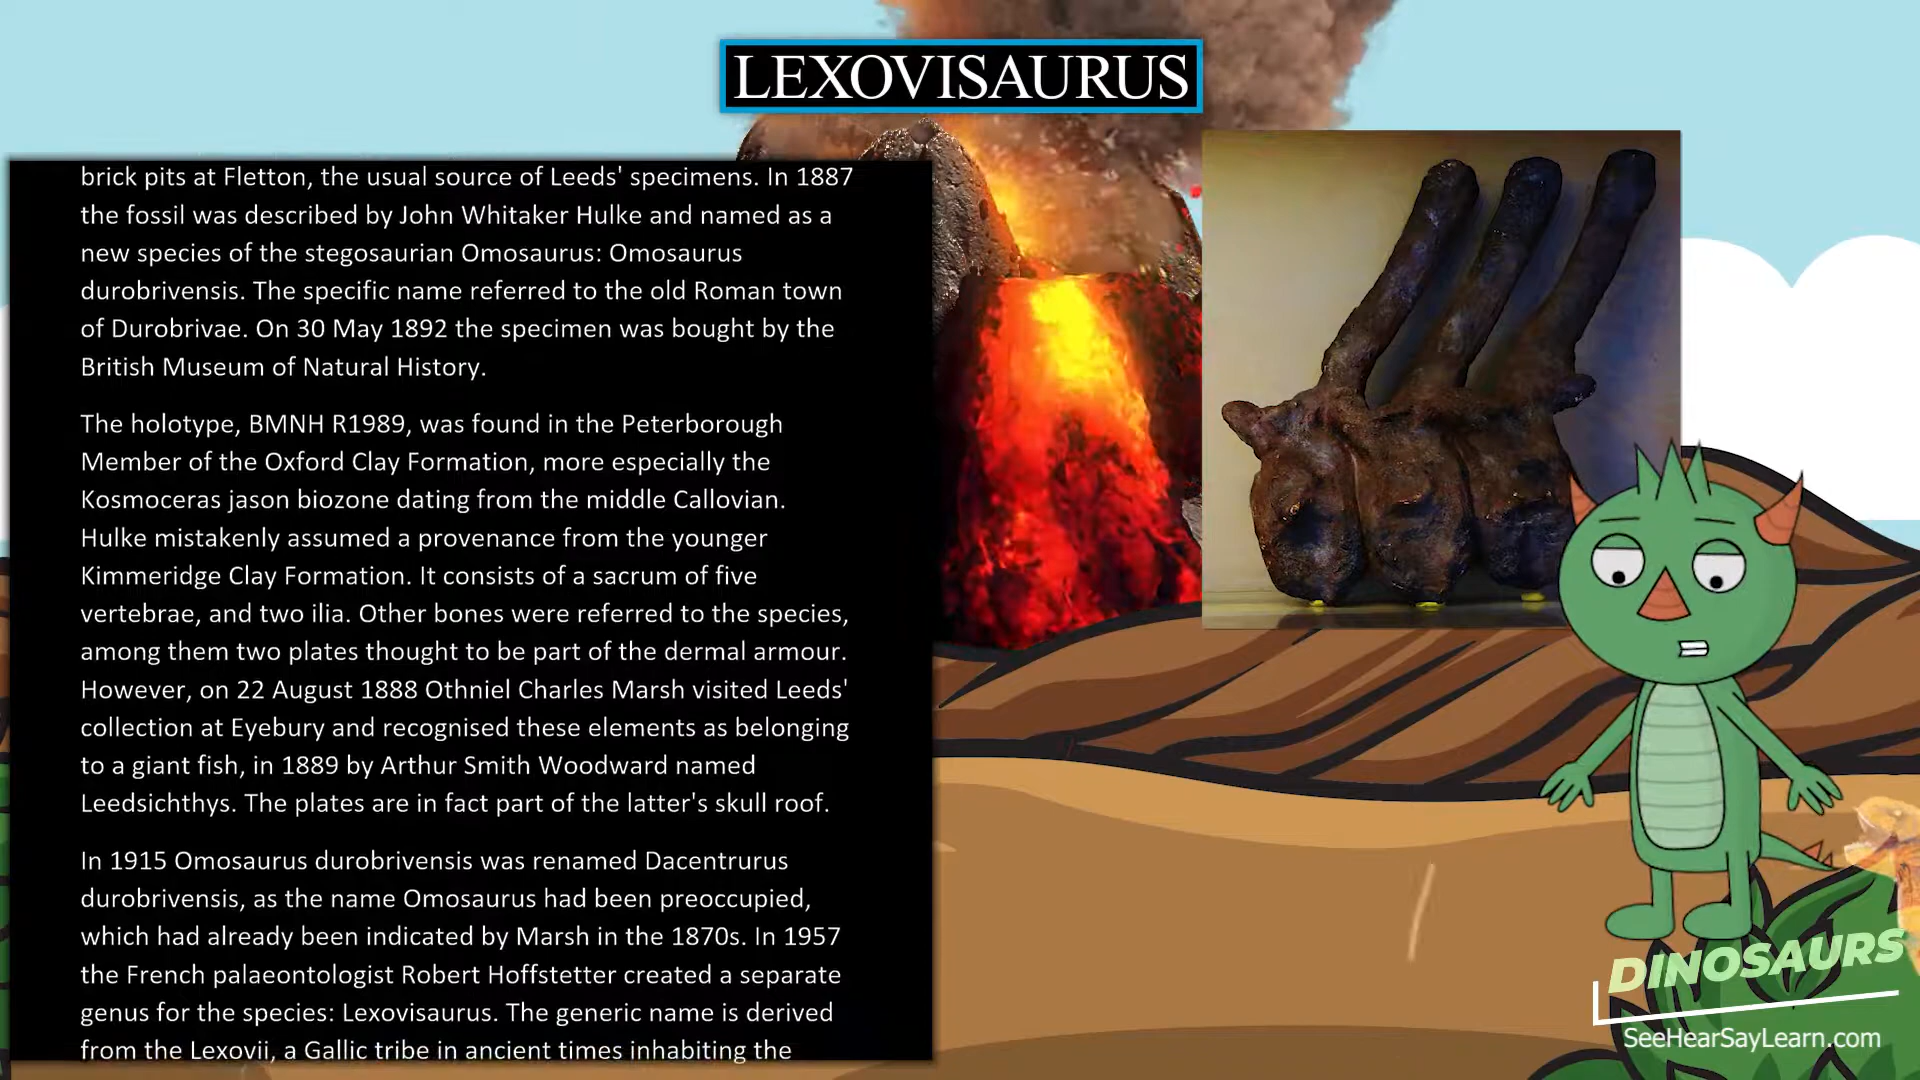 LEXOVISAURUS
brick pits at Fletton, the usual source of Leeds' specimens. In 1887
the fossil was described by John Whitaker Hulke and named as a
new species of the stegosaurian Omosaurus: Omosaurus
durobrivensis. The specific name referred to the old Roman town
of Durobrivae. On 30 May 1892 the specimen was bought by the
British Museum of Natural History.
The holotype, BMNH R1989, was found in the Peterborough
Member of the Oxford Clay Formation, more especially the
Kosmoceras jason biozone dating from the middle Callovian.
Hulke mistakenly assumed a provenance from the younger
Kimmeridge Clay Formation. It consists of a sacrum of five
vertebrae, and two ilia. Other bones were referred to the species,
among them two plates thought to be part of the dermal armour.
However, on 22 August 1888 Othniel Charles Marsh visited Leeds'
collection at Eyebury and recognised these elements as belonging
to a giant fish, in 1889 by Arthur Smith Woodward named
Leedsichthys. The plates are in fact part of the latter's skull roof.
In 1915 Omosaurus durobrivensis was renamed Dacentrurus
durobrivensis, as the name Omosaurus had been preoccupied,
which had already been indicated by Marsh in the 1870s. In 1957
the French palaeontologist Robert Hoffstetter created a separate
genus for the species: Lexovisaurus. The generic name is derived
from the Lexovii, a Gallic tribe in ancient times inhabiting the
DINOSAURS
SeeHearSayLearn.com